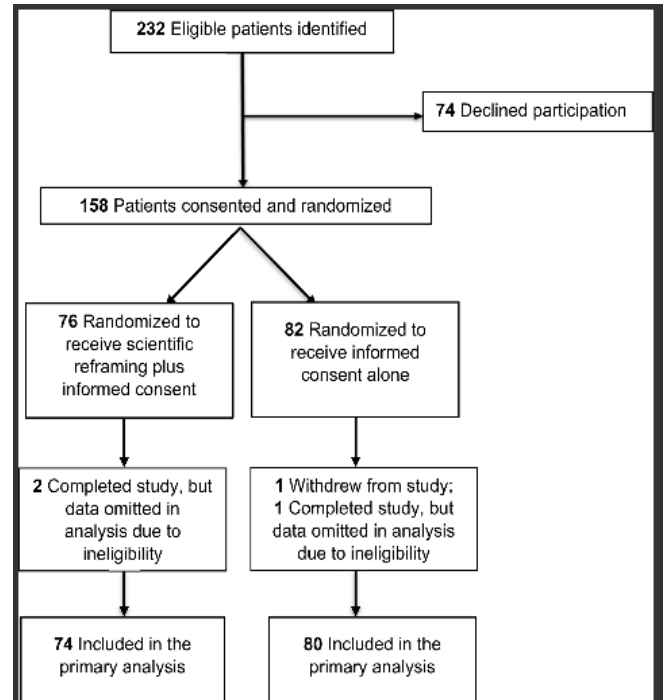 232 Eligible patients identified
74 Declined participation
158 Patients consented and randomized
76 Randomized to
receive scientific
reframing plus
informed consent
82 Randomized to
receive informed
consent alone
2 Completed study, but
data omitted in
analysis due to
ineligibility
1 Withdrew from study;
1 Completed study, but
data omitted in analysis
due to ineligibility
74 Included in the
primary analysis
80 Included in the
primary analysis